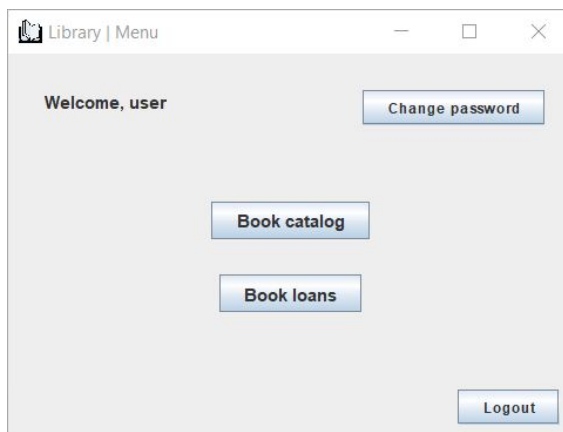 Library | Menu
Welcome, user
Change password
Book catalog
Book loans
Logout